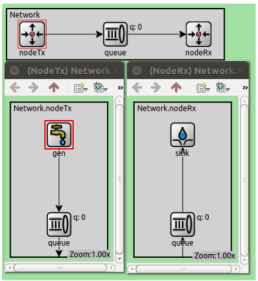 Network
q: 0
nodeTx
queue
nodeRx
(NodeTx) Network.
(NodeRx) Network.
Network.nodeTx
gen
q: 0
queue
Zoom:1.00x
Network.nodeRx
sink
q: 0
queue
Zoom:1.00x